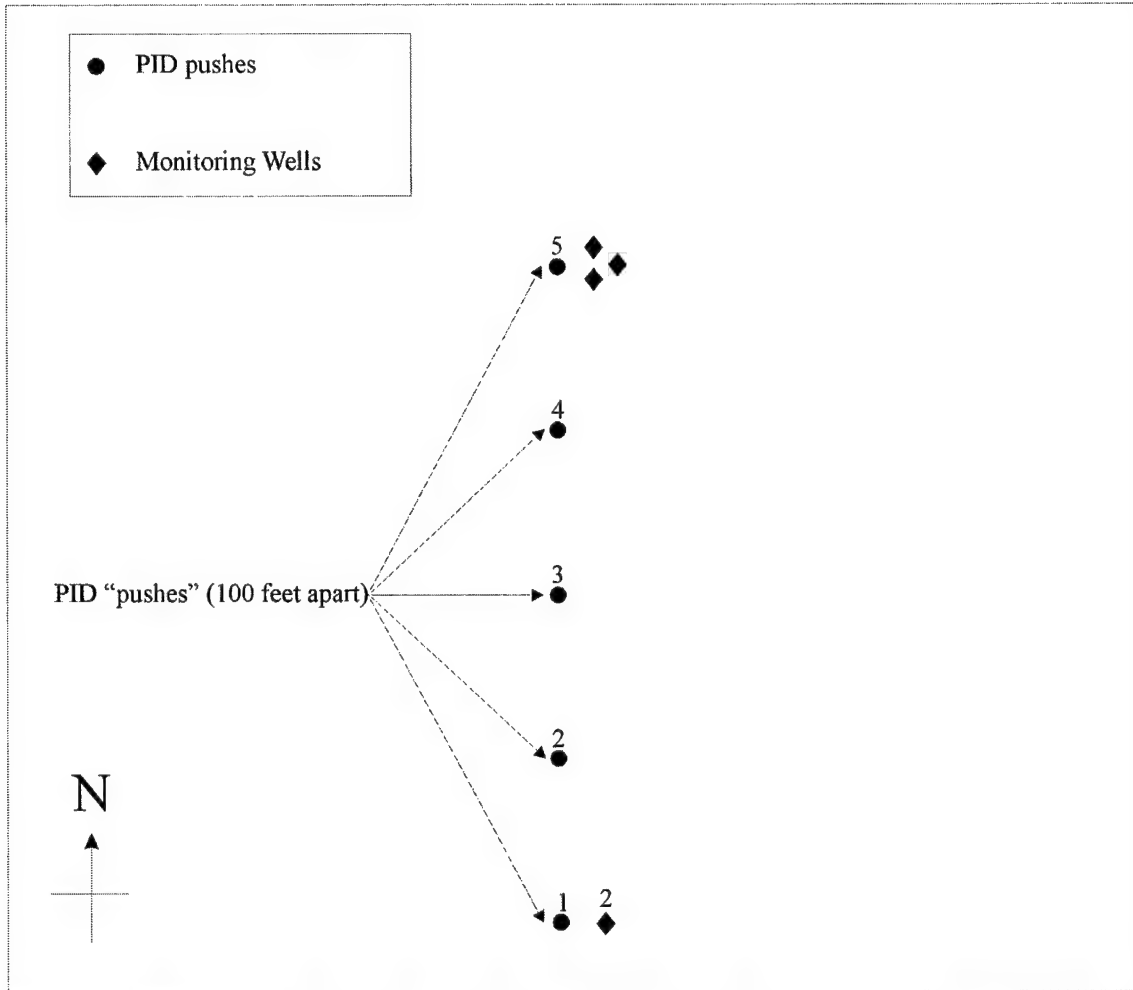 PID pushes
Monitoring Wells
5
4
PID “pushes” (100 feet apart)
3
2
N
1 2